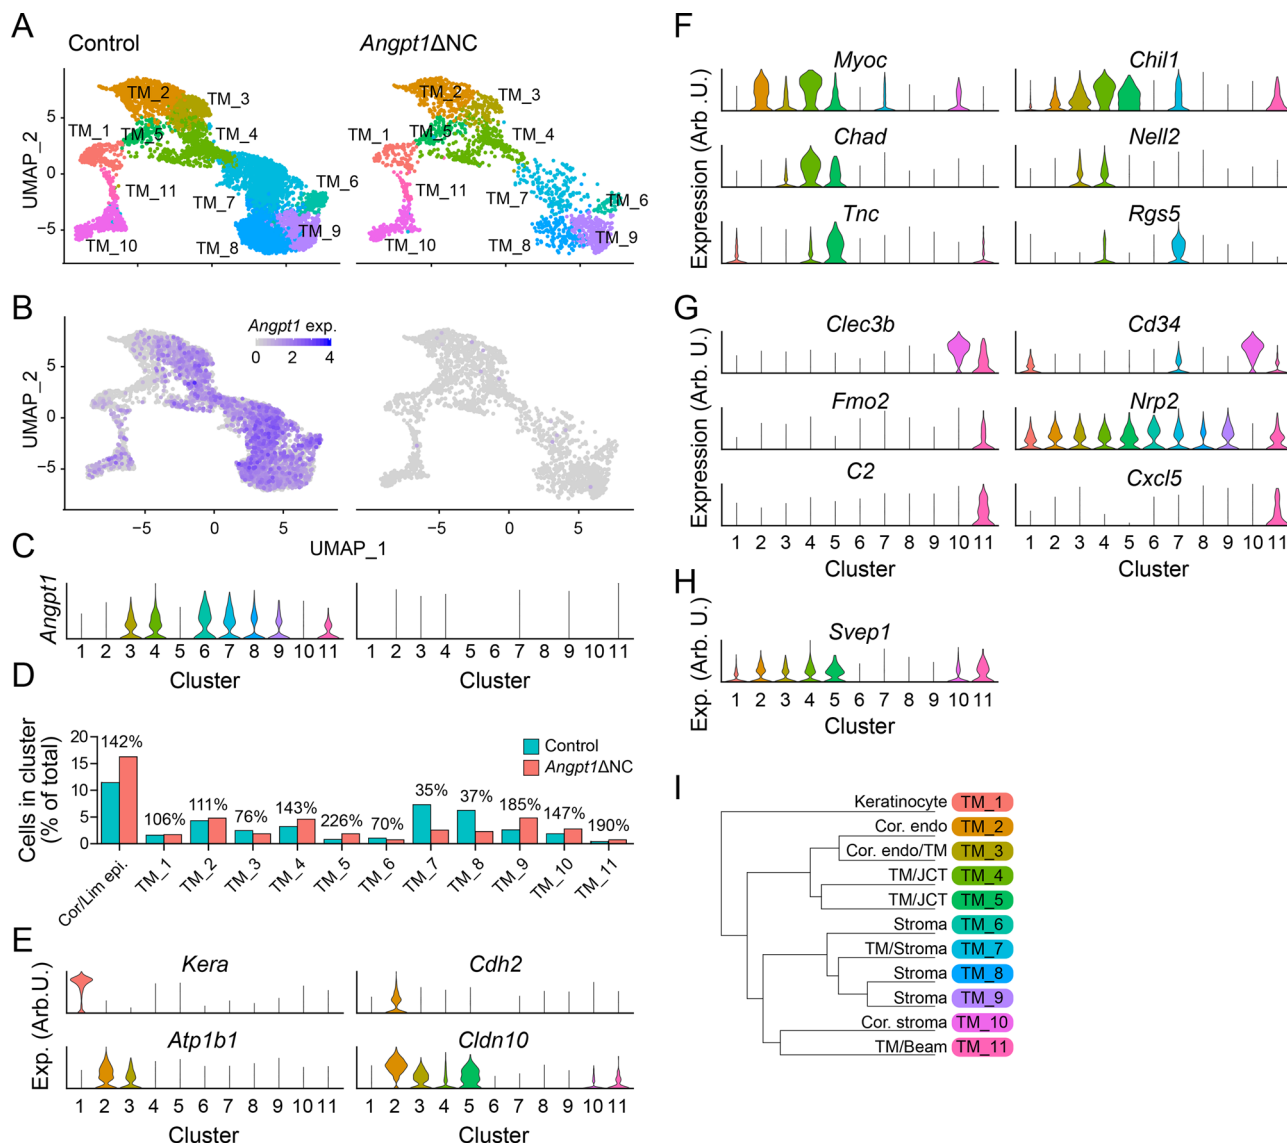 A
Control
Angpt1ΔNC
UMAP_2
5
0
−5
TM_1
TM_2
TM_3
TM_4
TM_5
TM_6
TM_7
TM_8
TM_9
TM_10
TM_11
TM_1
TM_2
TM_3
TM_4
TM_5
TM_6
TM_7
TM_8
TM_9
TM_10
TM_11
B
Angpt1 exp.
0 2 4
UMAP_2
5
0
−5
−5 0 5
−5 0 5
UMAP_1
C
Angpt1
1 2 3 4 5 6 7 8 9 10 11
1 2 3 4 5 6 7 8 9 10 11
Cluster
Cluster
D
Cells in cluster
(% of total)
20
15
10
5
0
142%
106%
111%
76%
143%
226%
70%
35%
37%
185%
147%
190%
Control
Angpt1ΔNC
Cor/Lim epi.
TM_1
TM_2
TM_3
TM_4
TM_5
TM_6
TM_7
TM_8
TM_9
TM_10
TM_11
E
Exp. (Arb.U.)
Kera
Cdh2
Atp1b1
Cldn10
1 2 3 4 5 6 7 8 9 10 11
1 2 3 4 5 6 7 8 9 10 11
Cluster
Cluster
F
Expression (Arb .U.)
Myoc
Chil1
Chad
Nell2
Tnc
Rgs5
G
Expression (Arb. U.)
Clec3b
Cd34
Fmo2
Nrp2
C2
Cxcl5
1 2 3 4 5 6 7 8 9 10 11
1 2 3 4 5 6 7 8 9 10 11
Cluster
Cluster
H
Exp. (Arb. U.)
Svep1
1 2 3 4 5 6 7 8 9 10 11
Cluster
I
Keratinocyte TM_1
Cor. endo TM_2
Cor. endo/TM TM_3
TM/JCT TM_4
TM/JCT TM_5
Stroma TM_6
TM/Stroma TM_7
Stroma TM_8
Stroma TM_9
Cor. stroma TM_10
TM/Beam TM_11